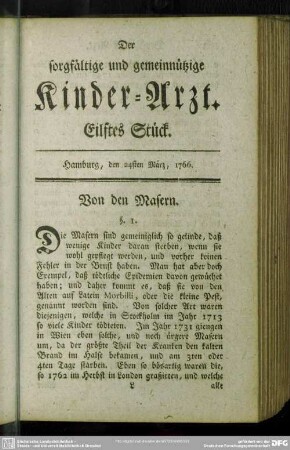 Der
sorgfältige und gemeinnützige
Kinder-Arzt.
Eilftes Stück.
Hamburg, den 24sten März, 1766.
Von den Masern.
§. 1.
Die Masern sind gemeiniglich so gelinde, daß
wenige Kinder daran sterben, wenn sie
wohl gepflegt werden, und vorher keinen
Fehler in der Brust haben. Man hat aber doch
Exempel, daß tödtliche Epidemien davon gewüthet
haben; und daher kommt es, daß sie von den
Alten auf Latein Morbilli, oder die kleine Pest,
genannt worden sind. Von solcher Art waren
diejenigen, welche in Stockholm im Jahr 1713
so viele Kinder tödteten. Im Jahr 1732 giengen
in Wien eben solche, und noch ärgere Masern
um, da der größte Theil der Kranken den kalten
Brand im Halse bekamen, und am 3ten oder
4ten Tage starben. Eben so bösartig waren die,
so 1762 im Herbst in London grassirten, und welche
L
alle